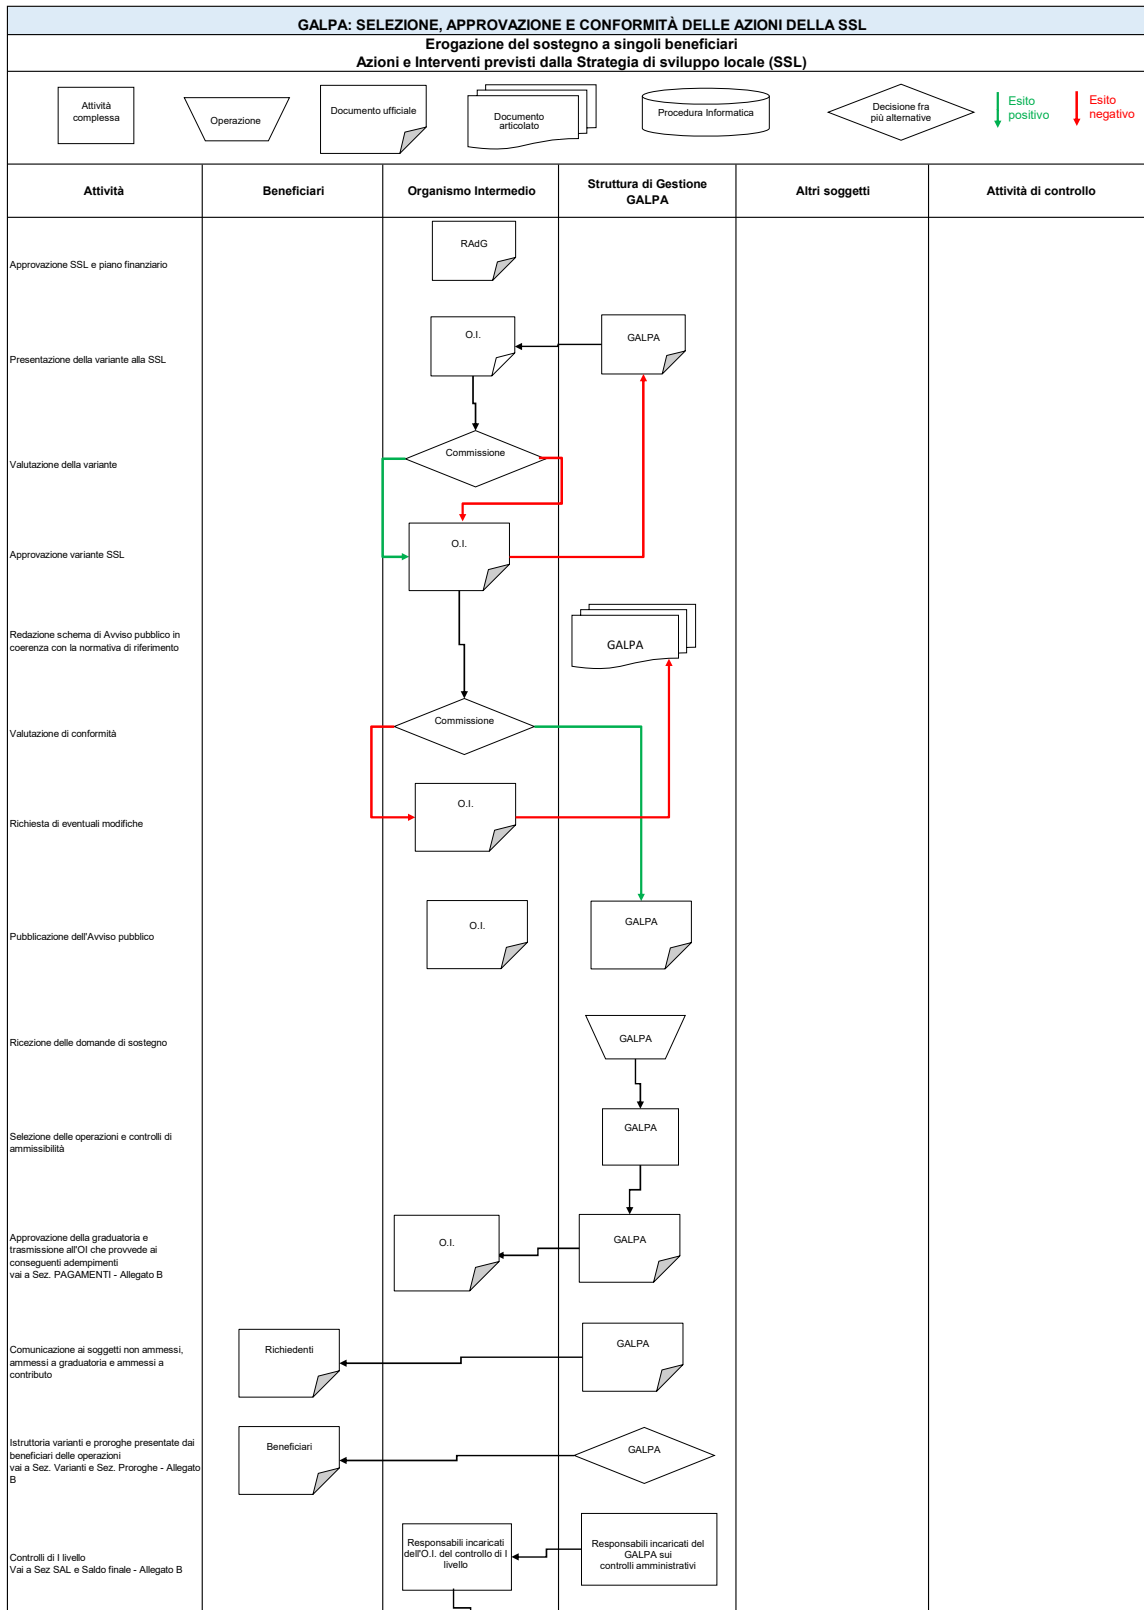 GALPA: SELEZIONE, APPROVAZIONE E CONFORMITÀ DELLE AZIONI DELLA SSL
Erogazione del sostegno a singoli beneficiari
Azioni e Interventi previsti dalla Strategia di sviluppo locale (SSL)
Attività
complessa
Operazione
Documento ufficiale
Documento
articolato
Procedura Informatica
Decisione fra
più alternative
Esito
positivo
Esito
negativo
Attività
Beneficiari
Organismo Intermedio
Struttura di Gestione
GALPA
Altri soggetti
Attività di controllo
Approvazione SSL e piano finanziario
RAdG
Presentazione della variante alla SSL
O.I.
GALPA
Valutazione della variante
Commissione
Approvazione variante SSL
O.I.
Redazione schema di Avviso pubblico in
coerenza con la normativa di riferimento
GALPA
Valutazione di conformità
Commissione
Richiesta di eventuali modifiche
O.I.
Pubblicazione dell'Avviso pubblico
O.I.
GALPA
Ricezione delle domande di sostegno
GALPA
Selezione delle operazioni e controlli di
ammissibilità
GALPA
Approvazione della graduatoria e
trasmissione all'OI che provvede ai
conseguenti adempimenti
vai a Sez. PAGAMENTI - Allegato B
O.I.
GALPA
Comunicazione ai soggetti non ammessi,
ammessi a graduatoria e ammessi a
contributo
Richiedenti
GALPA
Istruttoria varianti e proroghe presentate dai
beneficiari delle operazioni
vai a Sez. Varianti e Sez. Proroghe - Allegato
B
Beneficiari
GALPA
Controlli di I livello
Vai a Sez SAL e Saldo finale - Allegato B
Responsabili incaricati
dell'O.I. del controllo di I
livello
Responsabili incaricati del
GALPA sui
controlli amministrativi